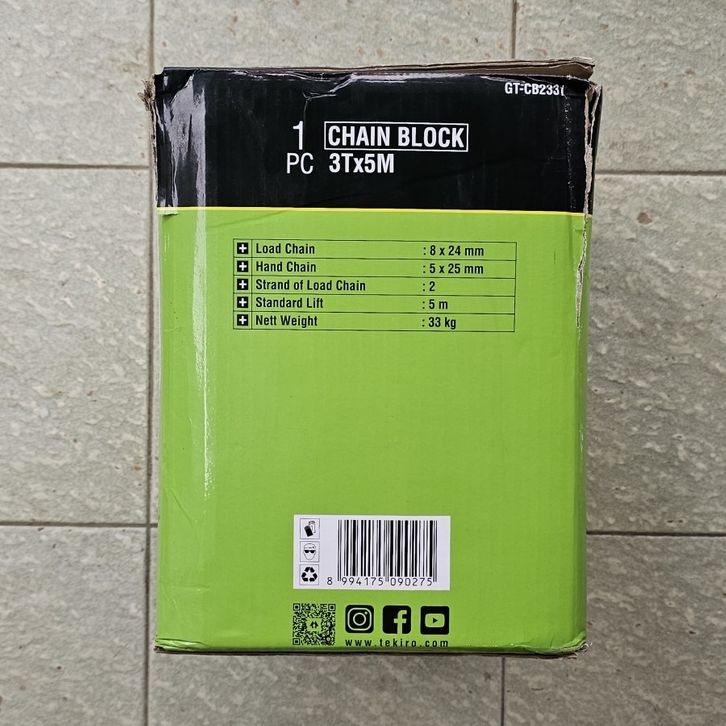 GT-CB2331
1 PC
CHAIN BLOCK
3Tx5M
Load Chain : 8 x 24 mm
Hand Chain : 5 x 25 mm
Strand of Load Chain : 2
Standard Lift : 5 m
Nett Weight : 33 kg
8 994175 090275
www.tekiro.com